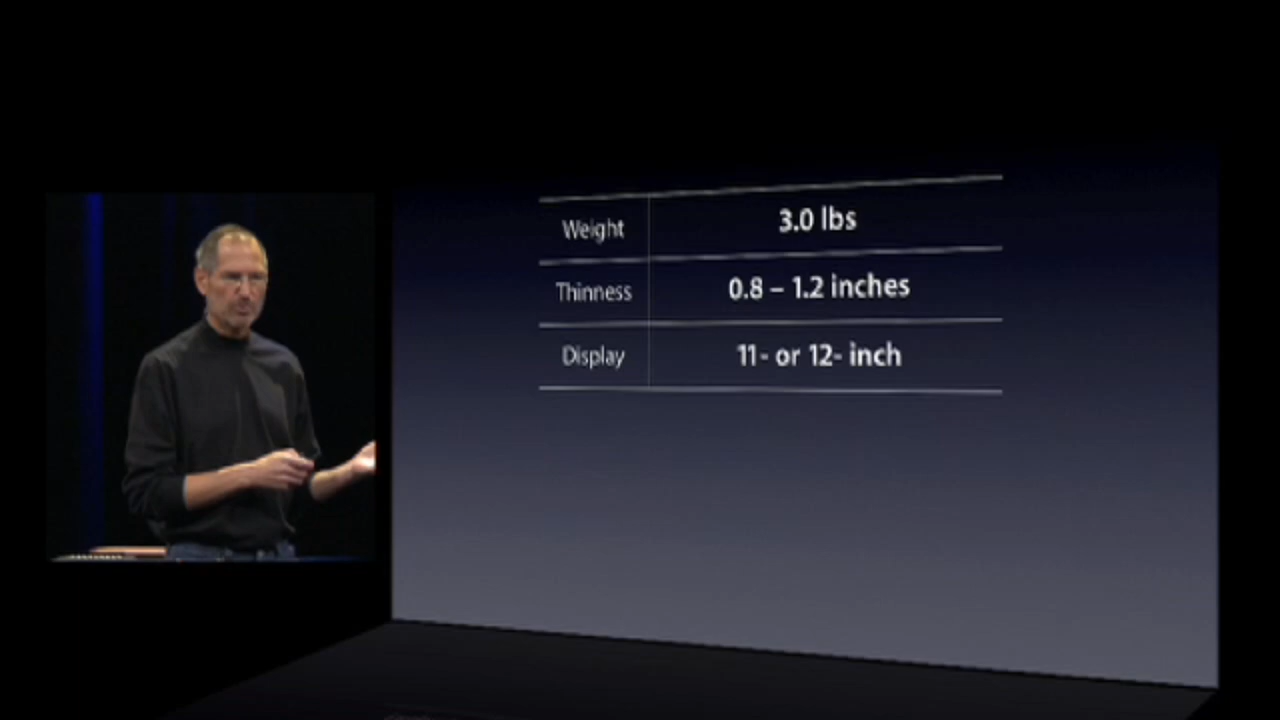 Weight 3.0 lbs
Thinness 0.8 – 1.2 inches
Display 11- or 12- inch